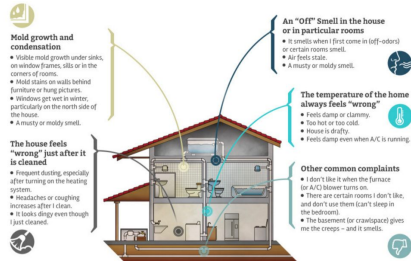 Mold growth and
condensation
• Visible mold growth under sinks,
on window frames, sills or in the
corners of rooms.
• Mold stains on walls behind
furniture or hung pictures.
• Windows get wet in winter,
particularly on the north side of
the house.
• A musty or moldy smell.
The house feels
“wrong” just after it
is cleaned
• Frequent dusting, especially
after turning on the heating
system.
• Headaches or coughing
increases after I clean.
• It looks dingy even though
I just cleaned.
An “Off” Smell in the house
or in particular rooms
• It smells when I first come in (off-odors)
or certain rooms smell.
• Air feels stale.
• A musty or moldy smell.
The temperature of the home
always feels “wrong”
• Feels damp or clammy.
• Too hot or too cold.
• House is drafty.
• Feels damp even when A/C is running.
Other common complaints
• I don’t like it when the furnace
(or A/C) blower turns on.
• There are certain rooms I don’t like,
and don’t use them (can’t sleep in
the bedroom).
• The basement (or crawlspace) gives
me the creeps – and it smells.